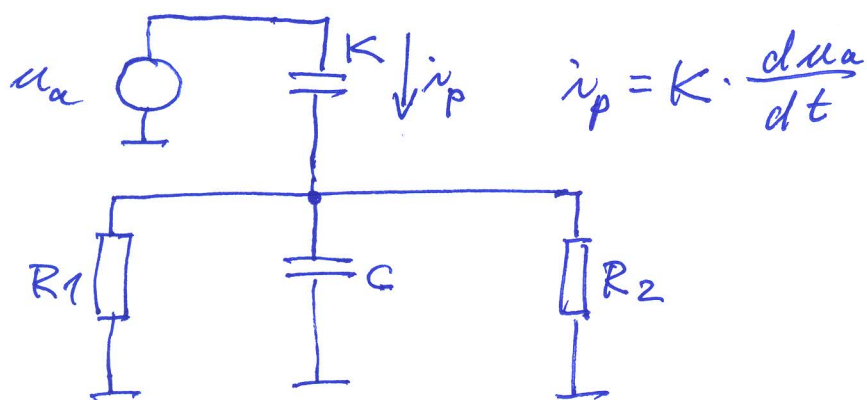 K
u_a
i_p
i_p = K · du_a/dt
R1
C
R2